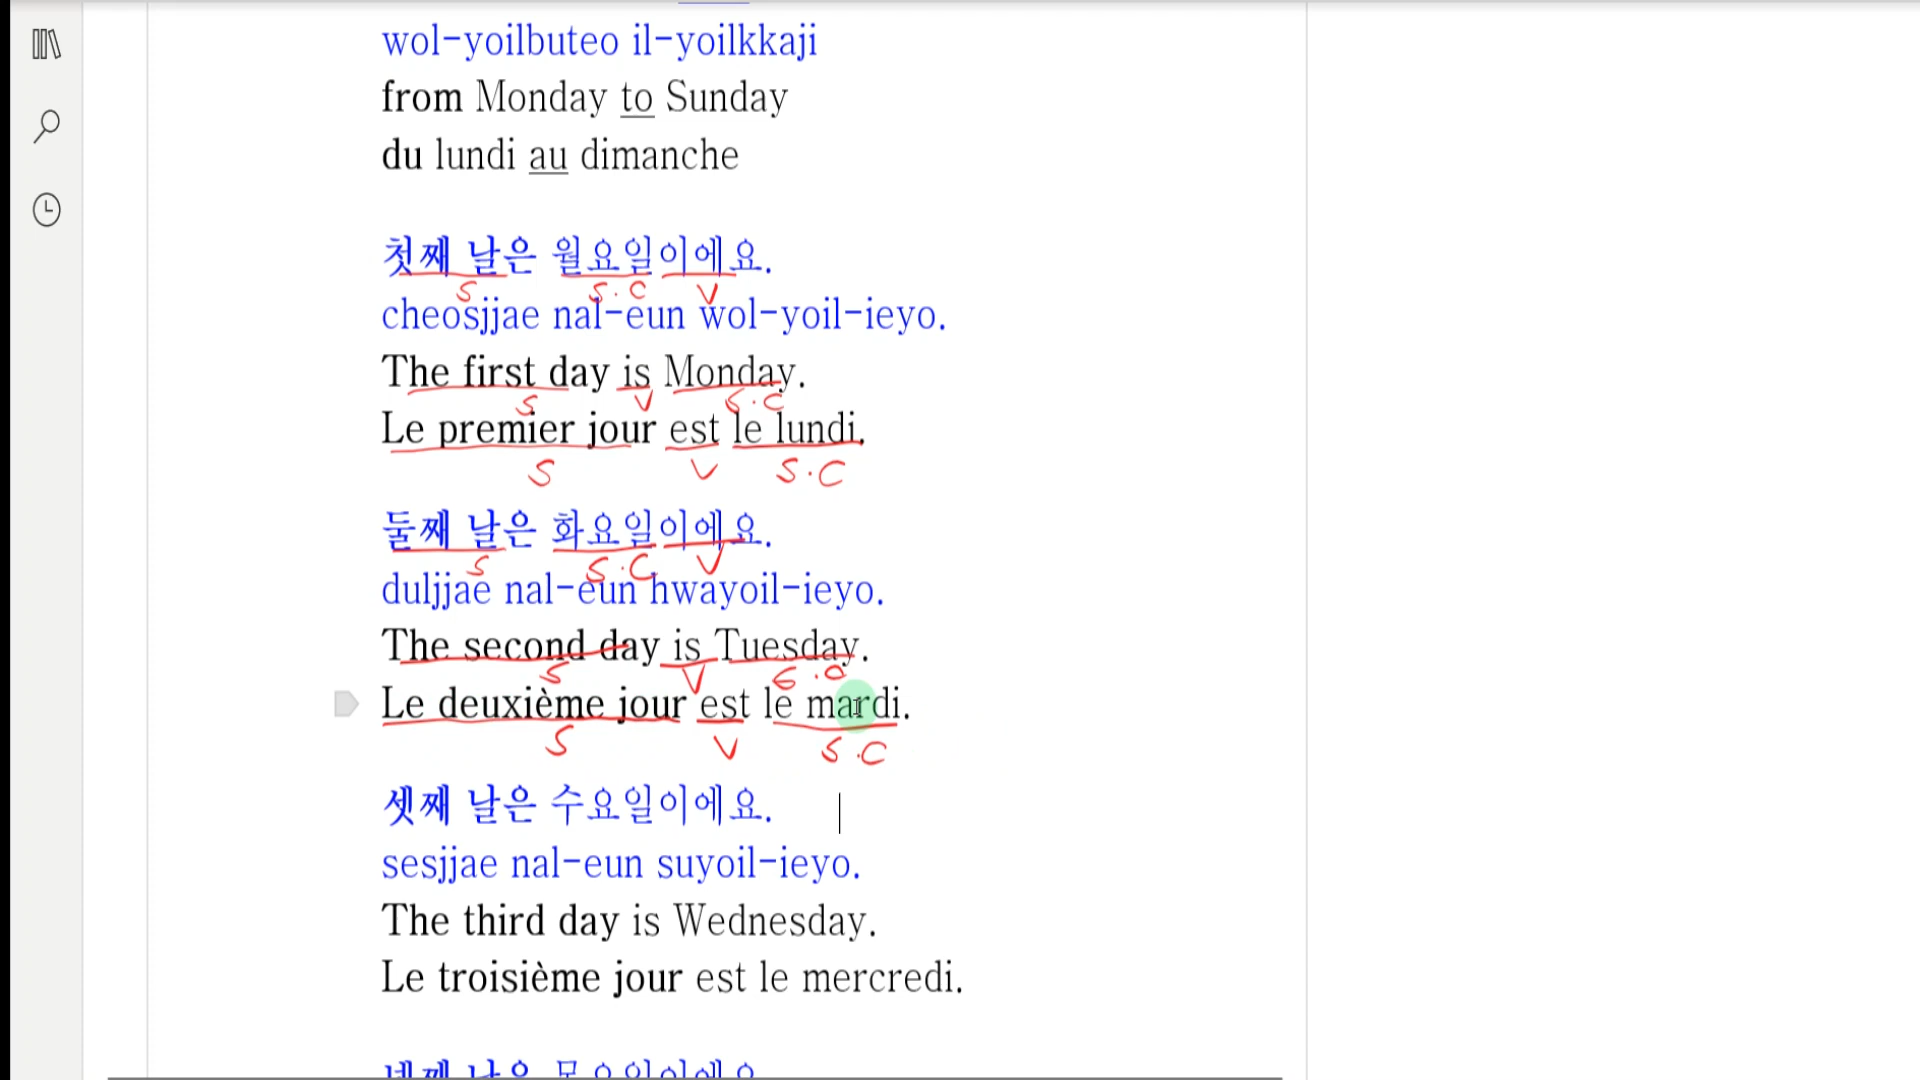 wol-yoilbuteo il-yoilkkaji
from Monday to Sunday
du lundi au dimanche
첫째 날은 월요일이에요.
S S.C V
cheosjjae nal-eun wol-yoil-ieyo.
The first day is Monday.
S V S.C
Le premier jour est le lundi.
S V S.C
둘째 날은 화요일이에요.
S S.C V
duljjae nal-eun hwayoil-ieyo.
The second day is Tuesday.
S V
Le deuxième jour est le mardi.
S V S.C
셋째 날은 수요일이에요.
sesjjae nal-eun suyoil-ieyo.
The third day is Wednesday.
Le troisième jour est le mercredi.